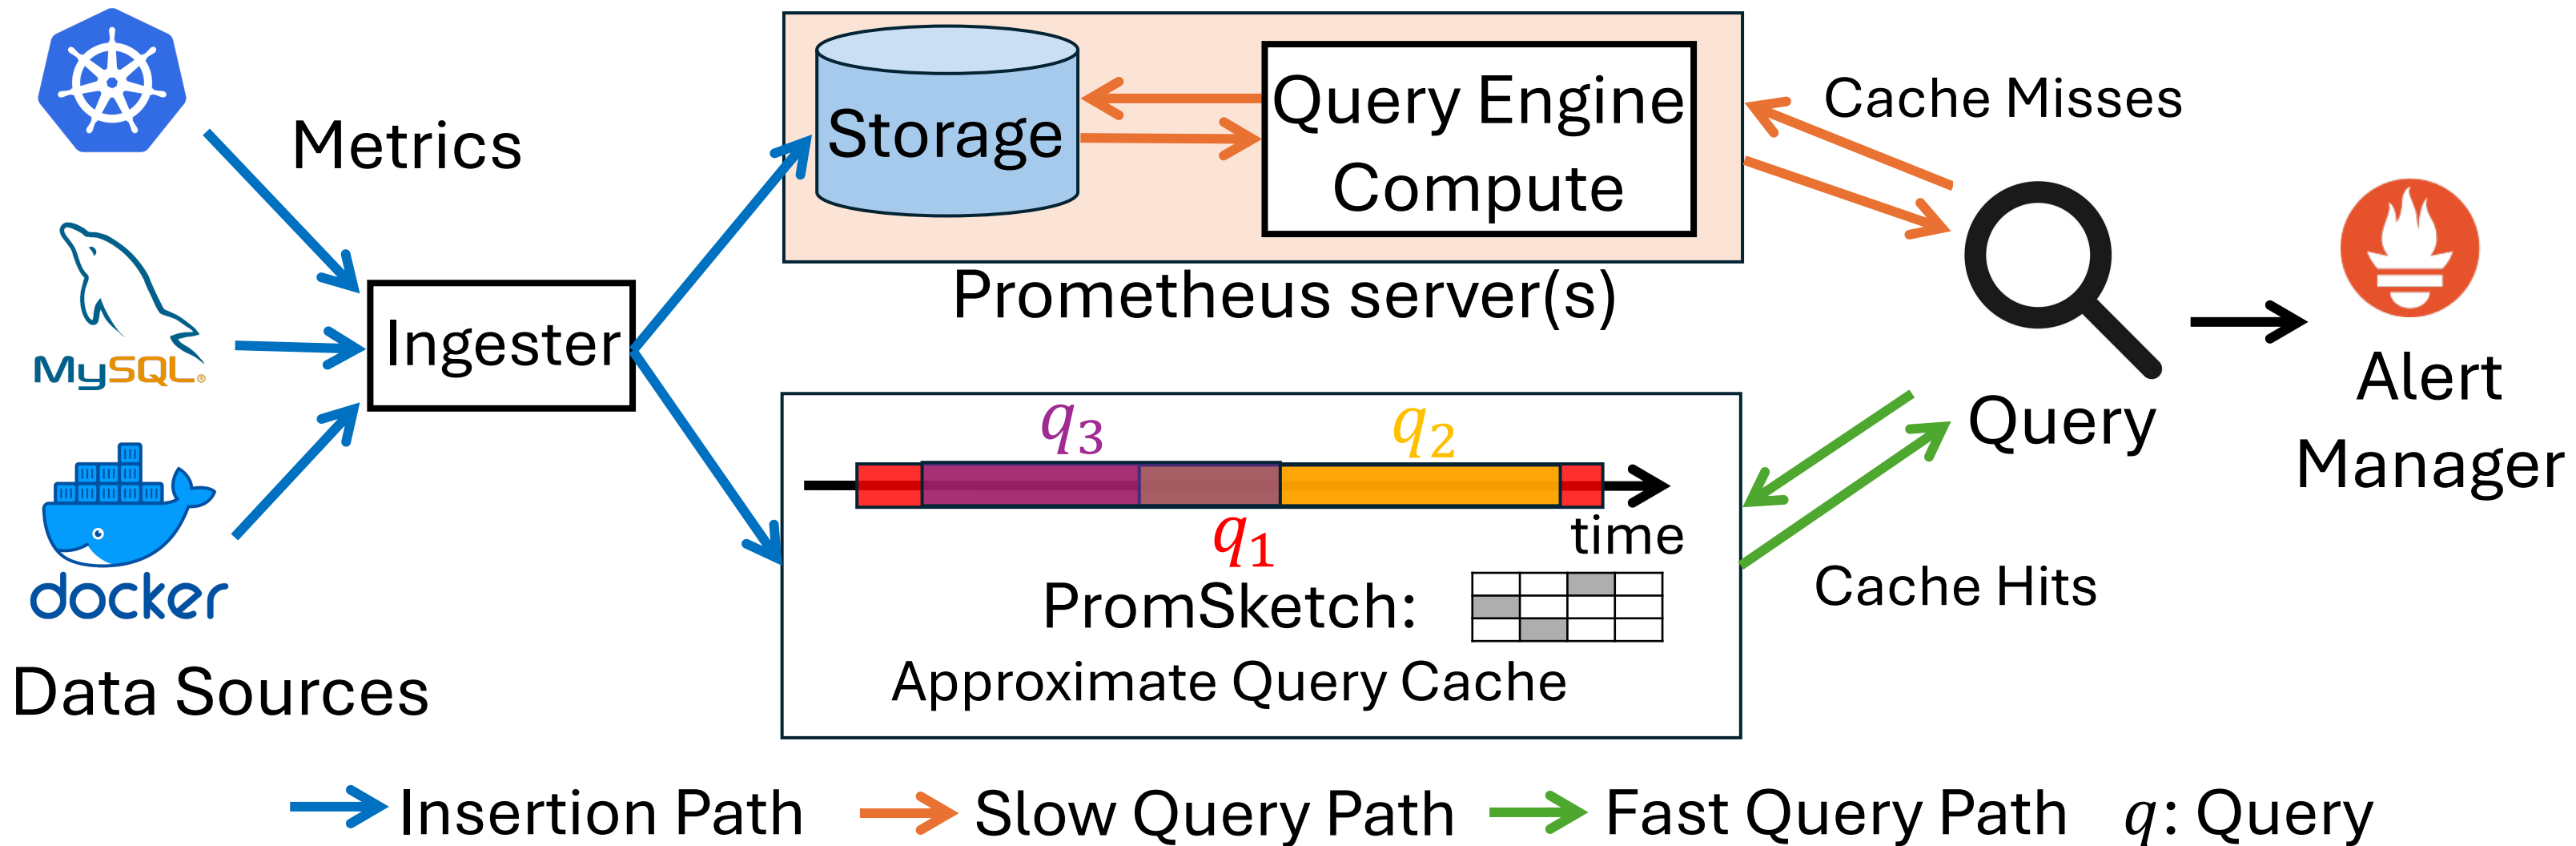 Metrics
MySQL®
docker
Data Sources
Ingester
Storage
Query Engine
Compute
Prometheus server(s)
q3
q2
q1
time
PromSketch:
Approximate Query Cache
Cache Misses
Query
Cache Hits
Alert
Manager
Insertion Path
Slow Query Path
Fast Query Path
q: Query